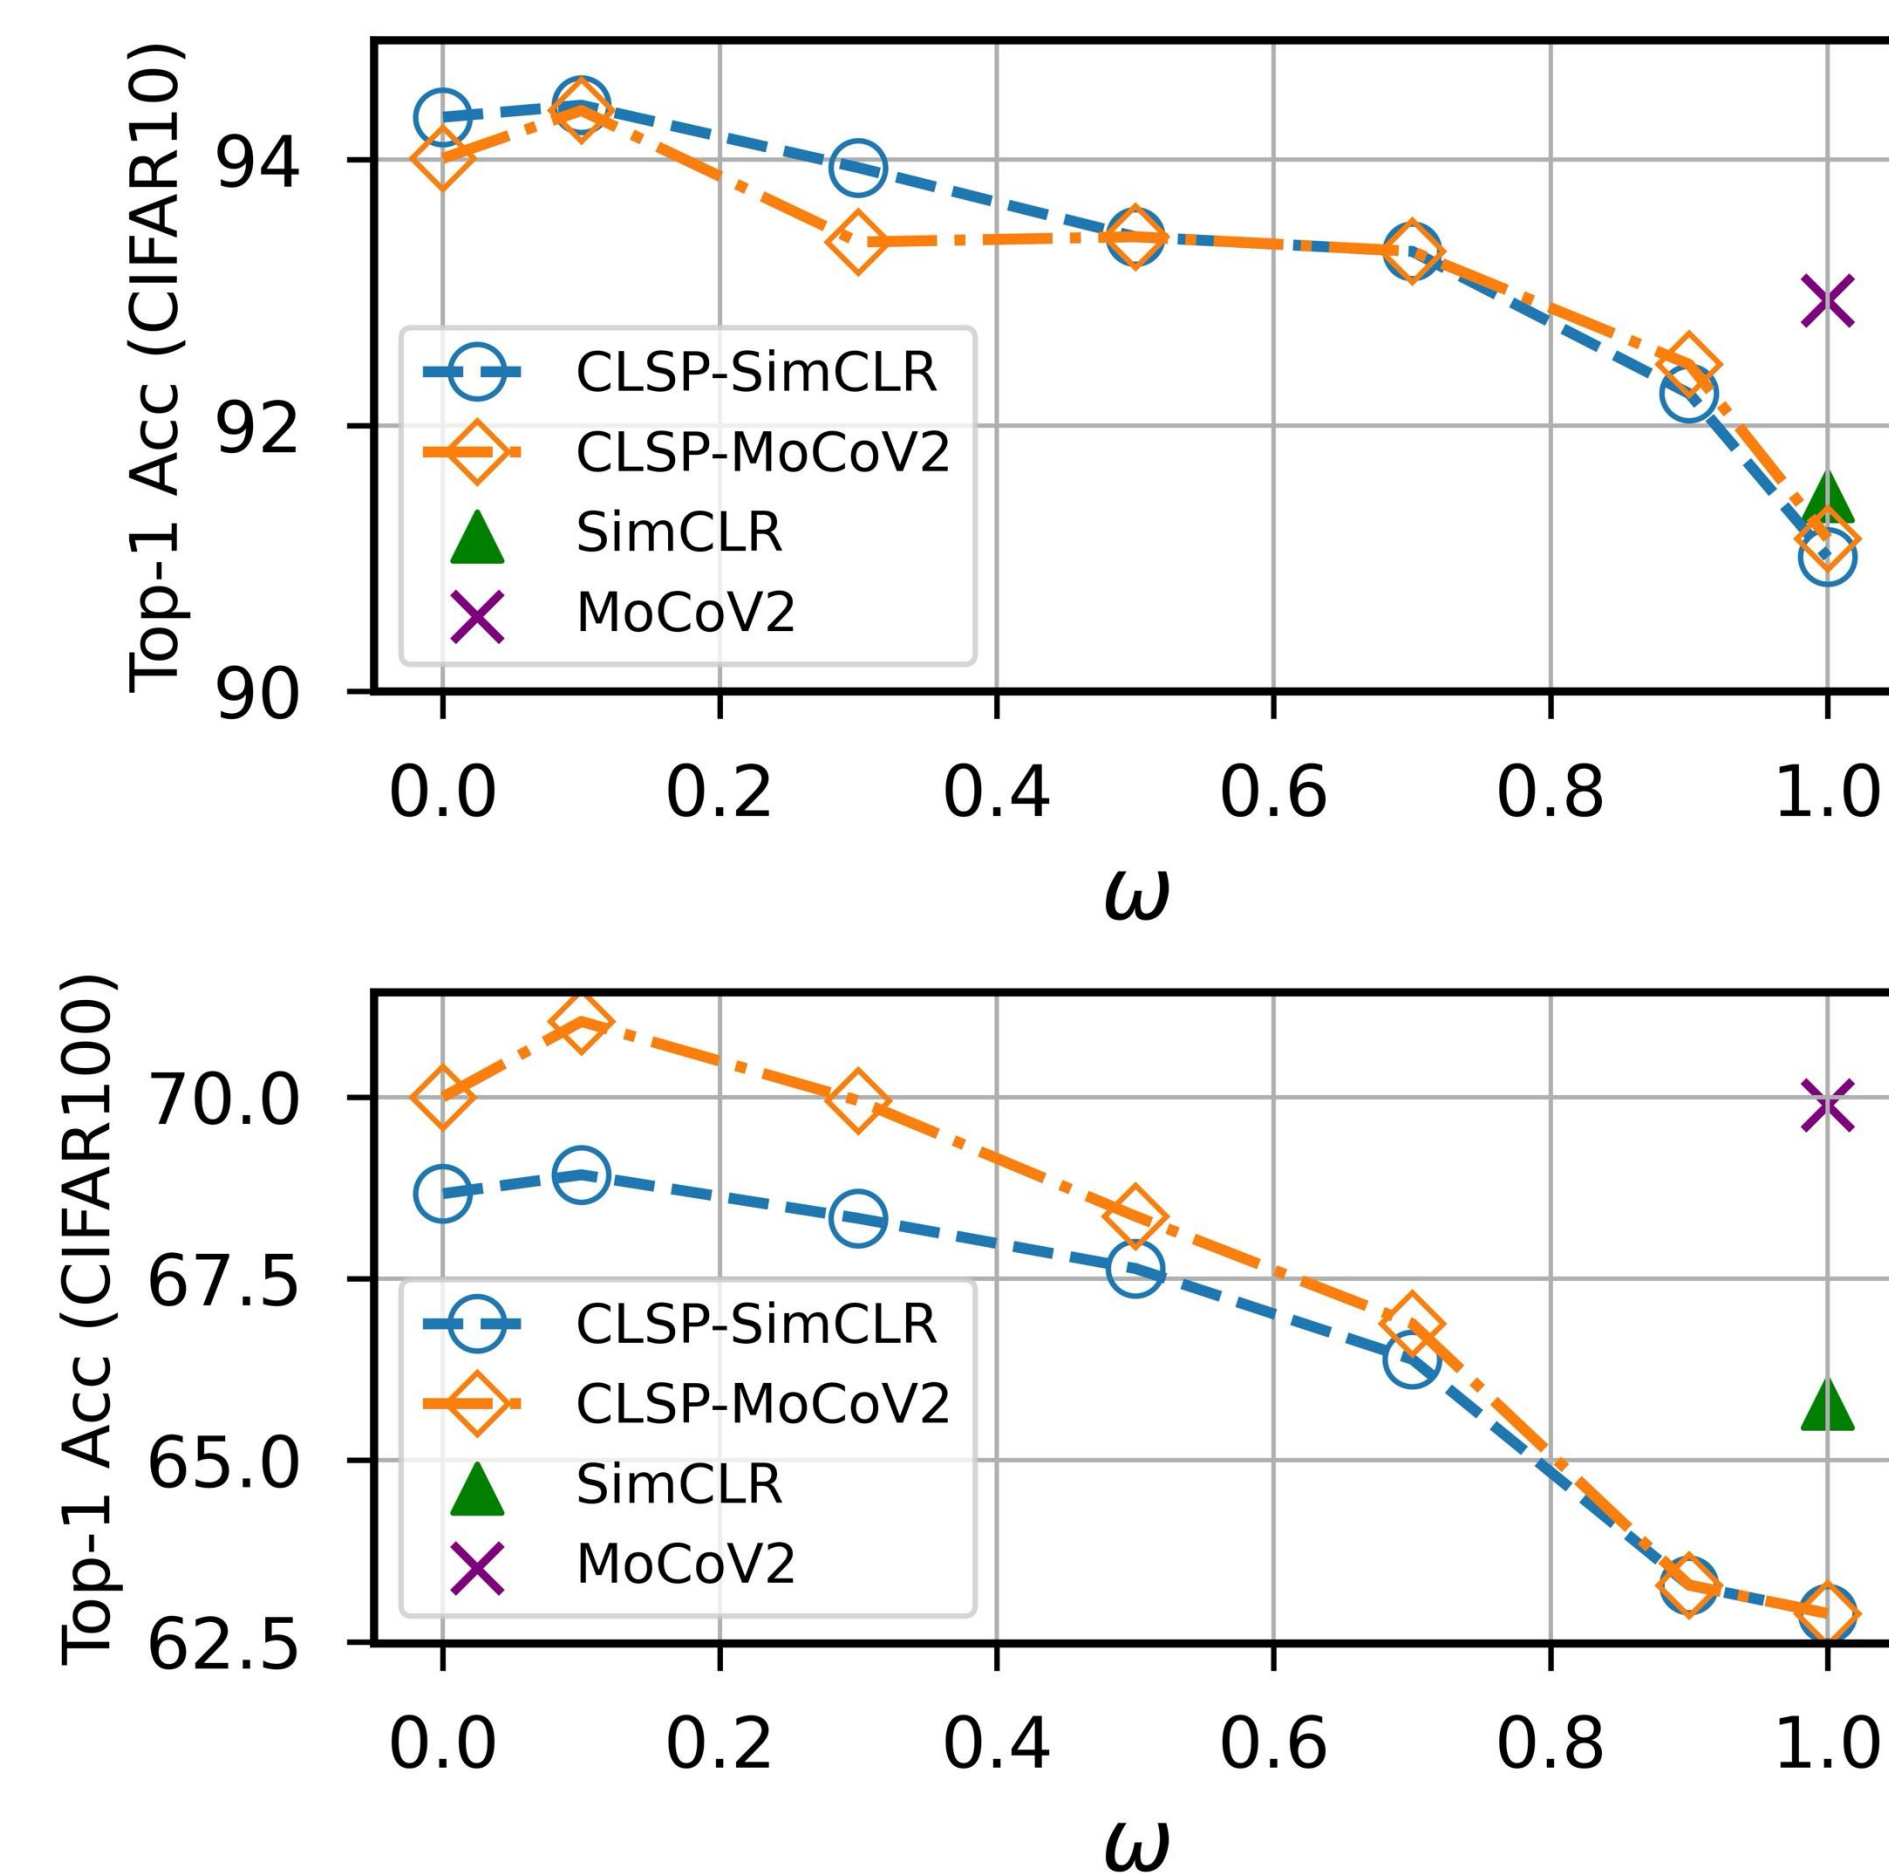 Top-1 Acc (CIFAR10)
94
92
90
CLSP-SimCLR
CLSP-MoCoV2
SimCLR
MoCoV2
0.0 0.2 0.4 0.6 0.8 1.0
ω
Top-1 Acc (CIFAR100)
70.0
67.5
65.0
62.5
CLSP-SimCLR
CLSP-MoCoV2
SimCLR
MoCoV2
0.0 0.2 0.4 0.6 0.8 1.0
ω